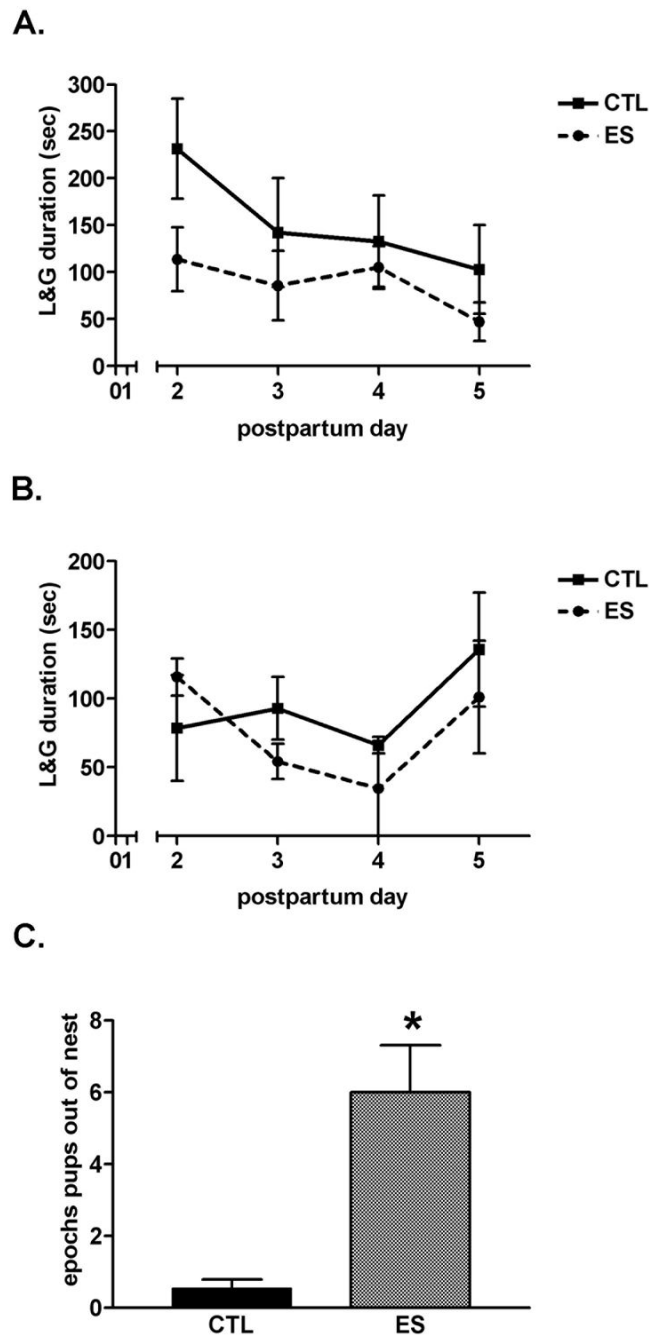 A.
300
250
200
150
100
50
0
L&G duration (sec)
CTL
ES
01 2 3 4 5
postpartum day
B.
200
150
100
50
0
L&G duration (sec)
CTL
ES
01 2 3 4 5
postpartum day
C.
8
6
4
2
0
epochs pups out of nest
*
CTL ES